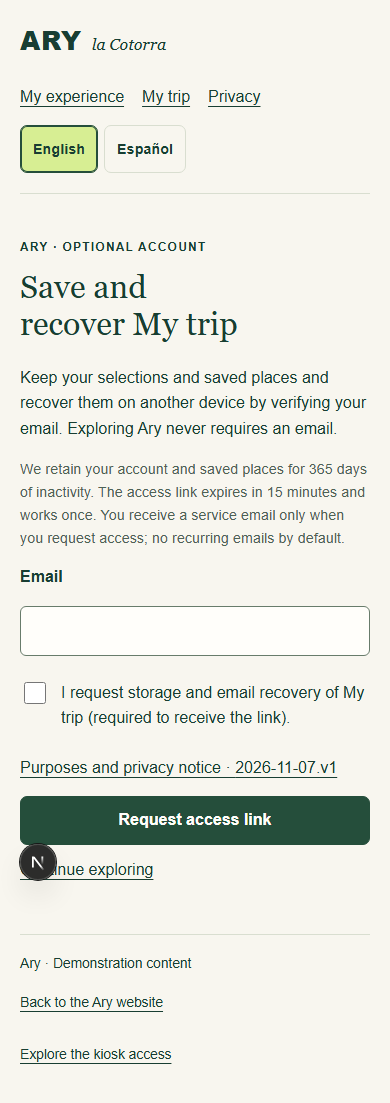 ARY la Cotorra
My experience My trip Privacy
English Español
ARY · OPTIONAL ACCOUNT
Save and
recover My trip
Keep your selections and saved places and
recover them on another device by verifying your
email. Exploring Ary never requires an email.
We retain your account and saved places for 365 days
of inactivity. The access link expires in 15 minutes and
works once. You receive a service email only when
you request access; no recurring emails by default.
Email
I request storage and email recovery of My
trip (required to receive the link).
Purposes and privacy notice · 2026-11-07.v1
Request access link
N
exploring
Ary · Demonstration content
Back to the Ary website
Explore the kiosk access